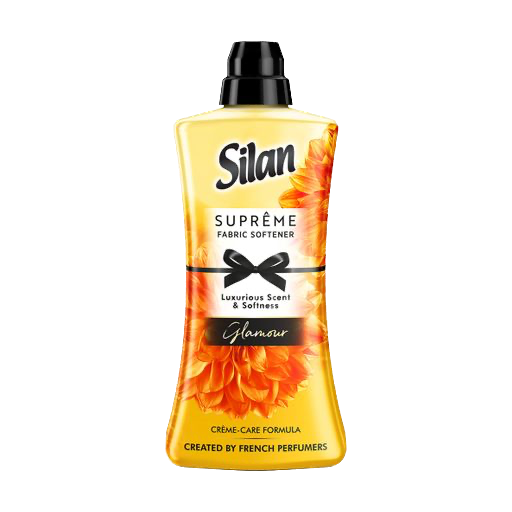 Silan
SUPRÊME
FABRIC SOFTENER
Luxurious Scent
& Softness
Glamour
CRÈME-CARE FORMULA
CREATED BY FRENCH PERFUMERS